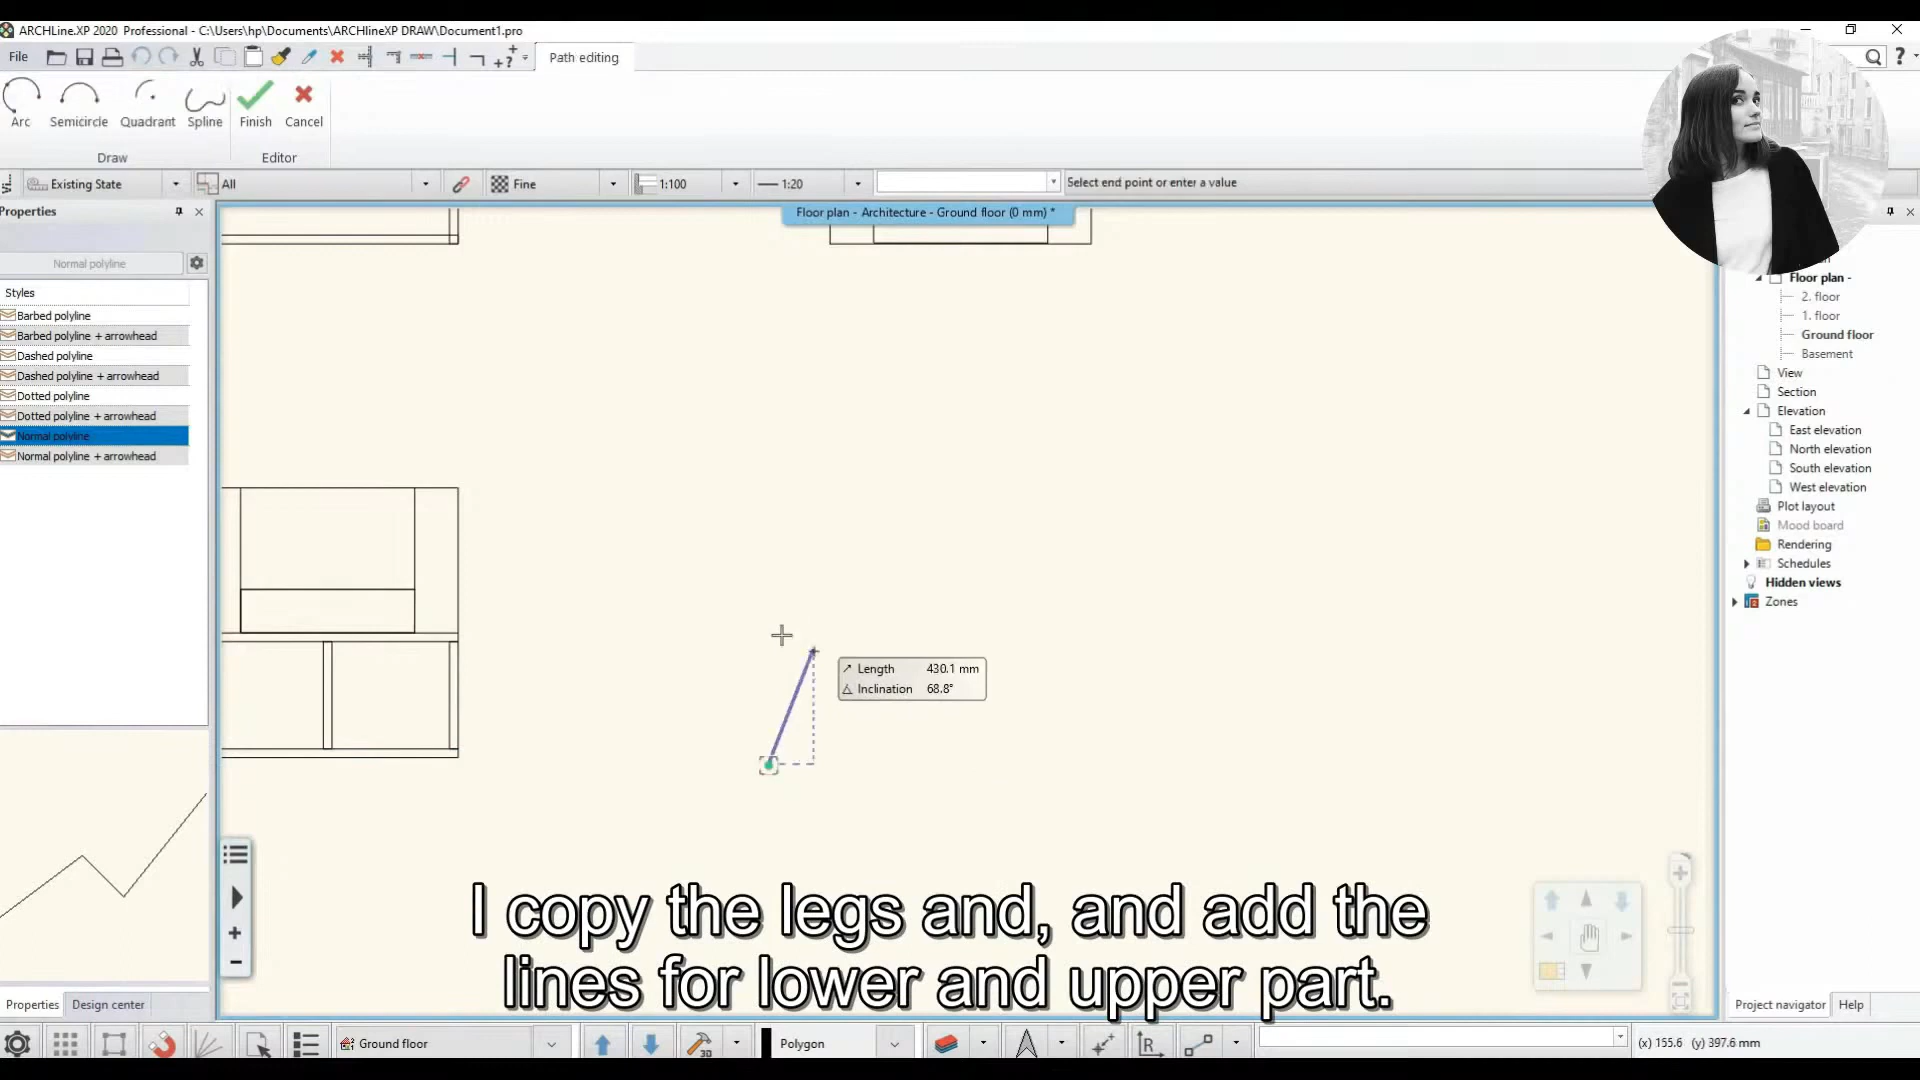 ARCHLine.XP 2020 Professional - C:\Users\hp\Documents\ARCHlineXP DRAW\Document1.pro
File
Path editing
Arc
Semicircle
Quadrant
Spline
Finish
Cancel
Draw
Editor
Existing State
All
Fine
1:100
1:20
Select end point or enter a value
Properties
Floor plan - Architecture - Ground floor (0 mm) *
Normal polyline
Styles
Barbed polyline
Barbed polyline + arrowhead
Dashed polyline
Dashed polyline + arrowhead
Dotted polyline
Dotted polyline + arrowhead
Normal polyline
Normal polyline + arrowhead
Floor plan -
2. floor
1. floor
Ground floor
Basement
View
Section
Elevation
East elevation
North elevation
South elevation
West elevation
Plot layout
Mood board
Rendering
Schedules
Hidden views
Zones
Length 430.1 mm
Inclination 68.8°
I copy the legs and, and add the
lines for lower and upper part.
Properties
Design center
Project navigator
Help
Ground floor
3D
Polygon
R
(x) 155.6 (y) 397.6 mm